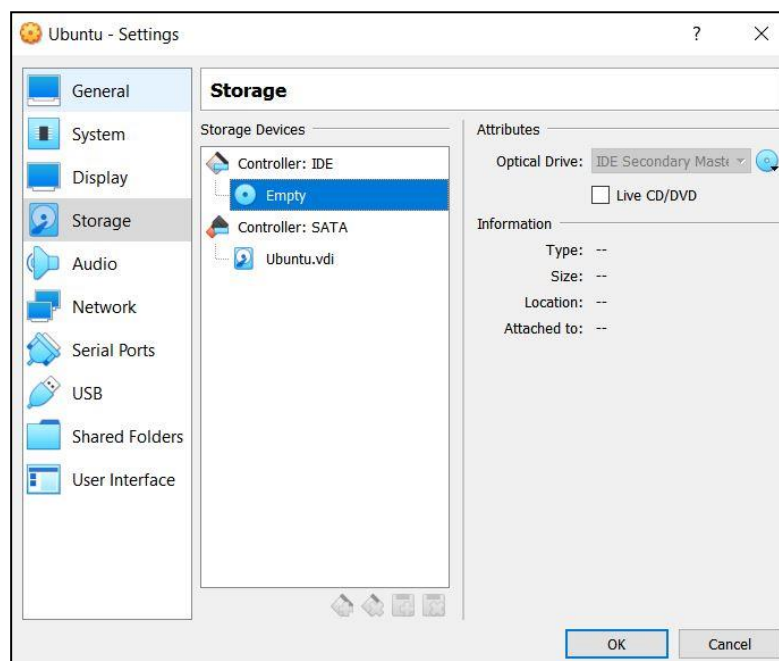 Ubuntu - Settings
?
General
System
Display
Storage
Audio
Network
Serial Ports
USB
Shared Folders
User Interface
Storage
Storage Devices
Controller: IDE
Empty
Controller: SATA
Ubuntu.vdi
Attributes
Optical Drive: IDE Secondary Maste
Live CD/DVD
Information
Type: --
Size: --
Location: --
Attached to: --
OK
Cancel